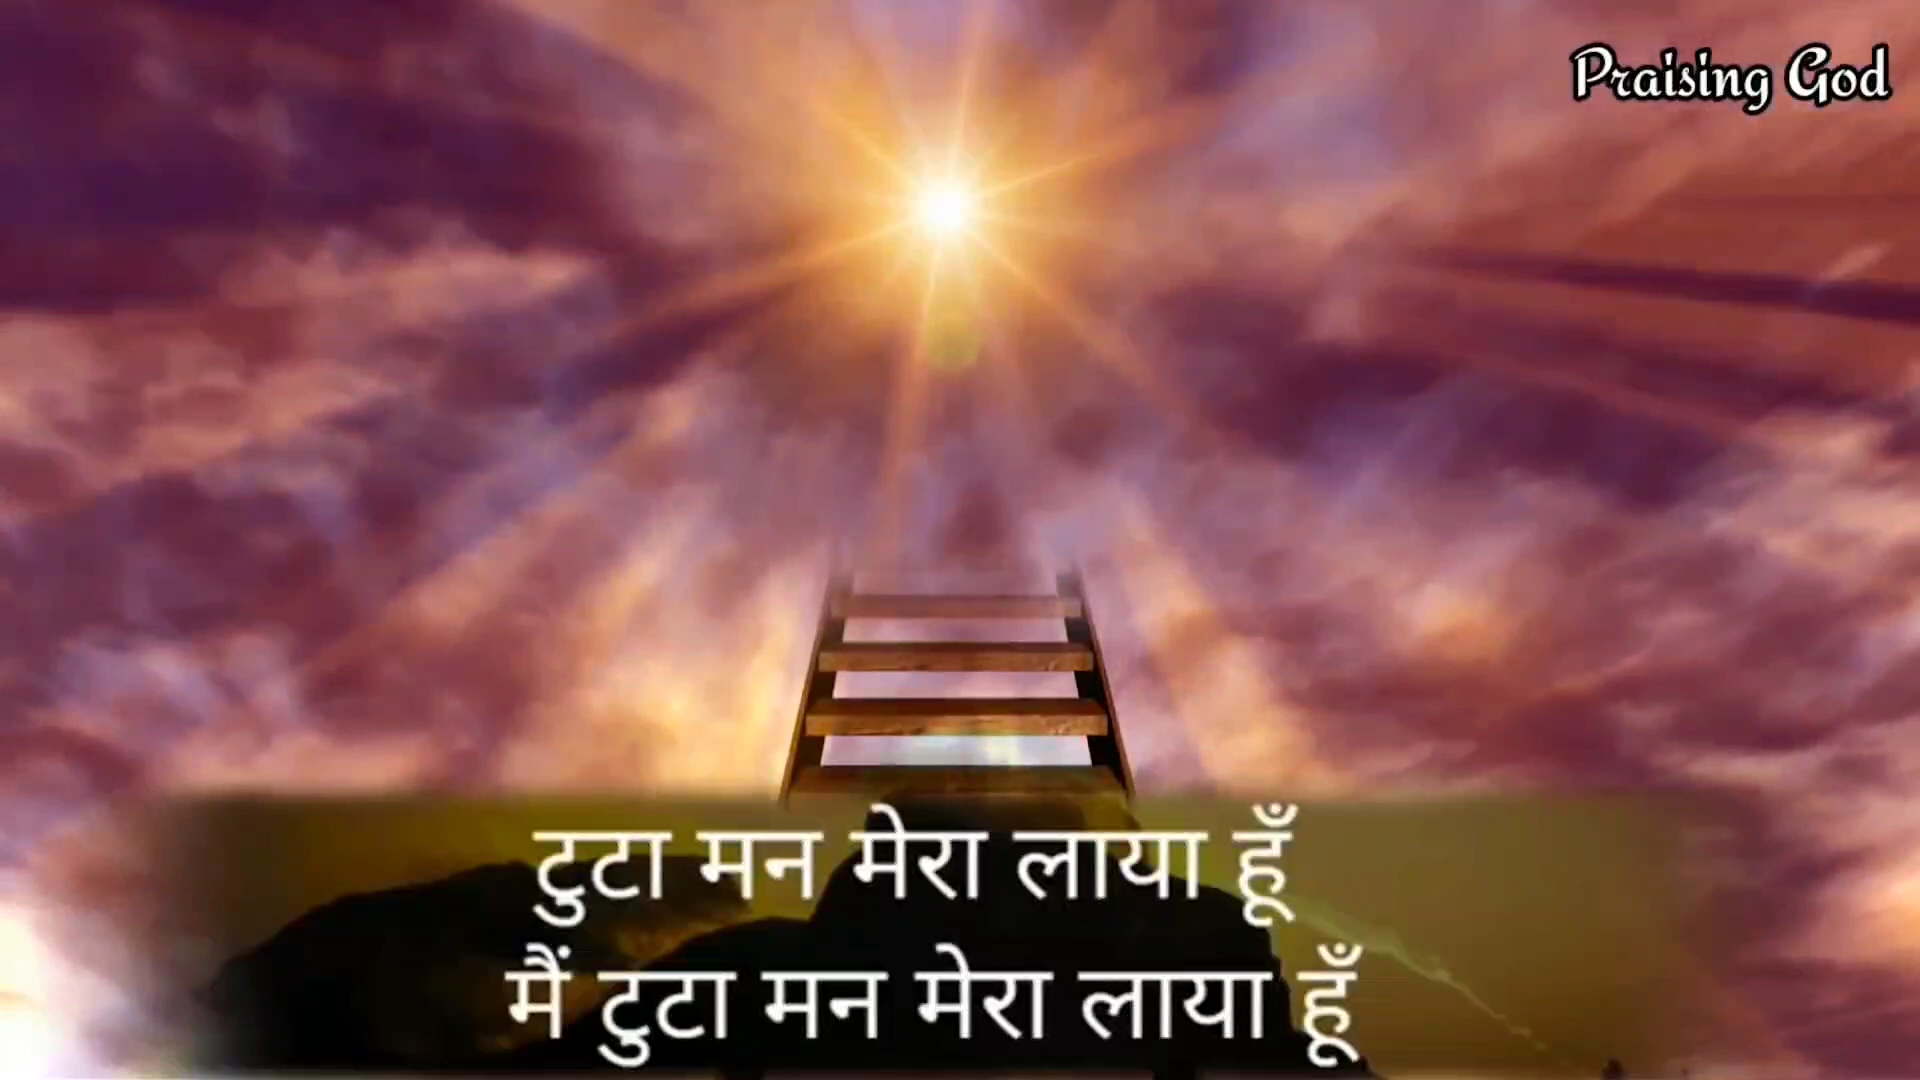 Praising God
टुटा मन मेरा लाया हूँ
मैं टुटा मन मेरा लाया हूँ